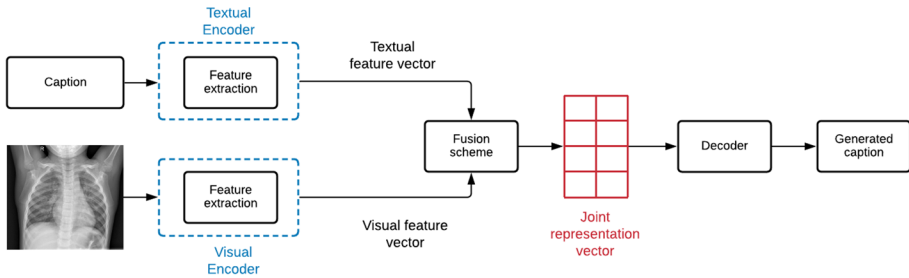 Textual
Encoder
Caption
Feature
extraction
Textual
feature vector
Fusion
scheme
Decoder
Generated
caption
Feature
extraction
Visual feature
vector
Visual
Encoder
Joint
representation
vector